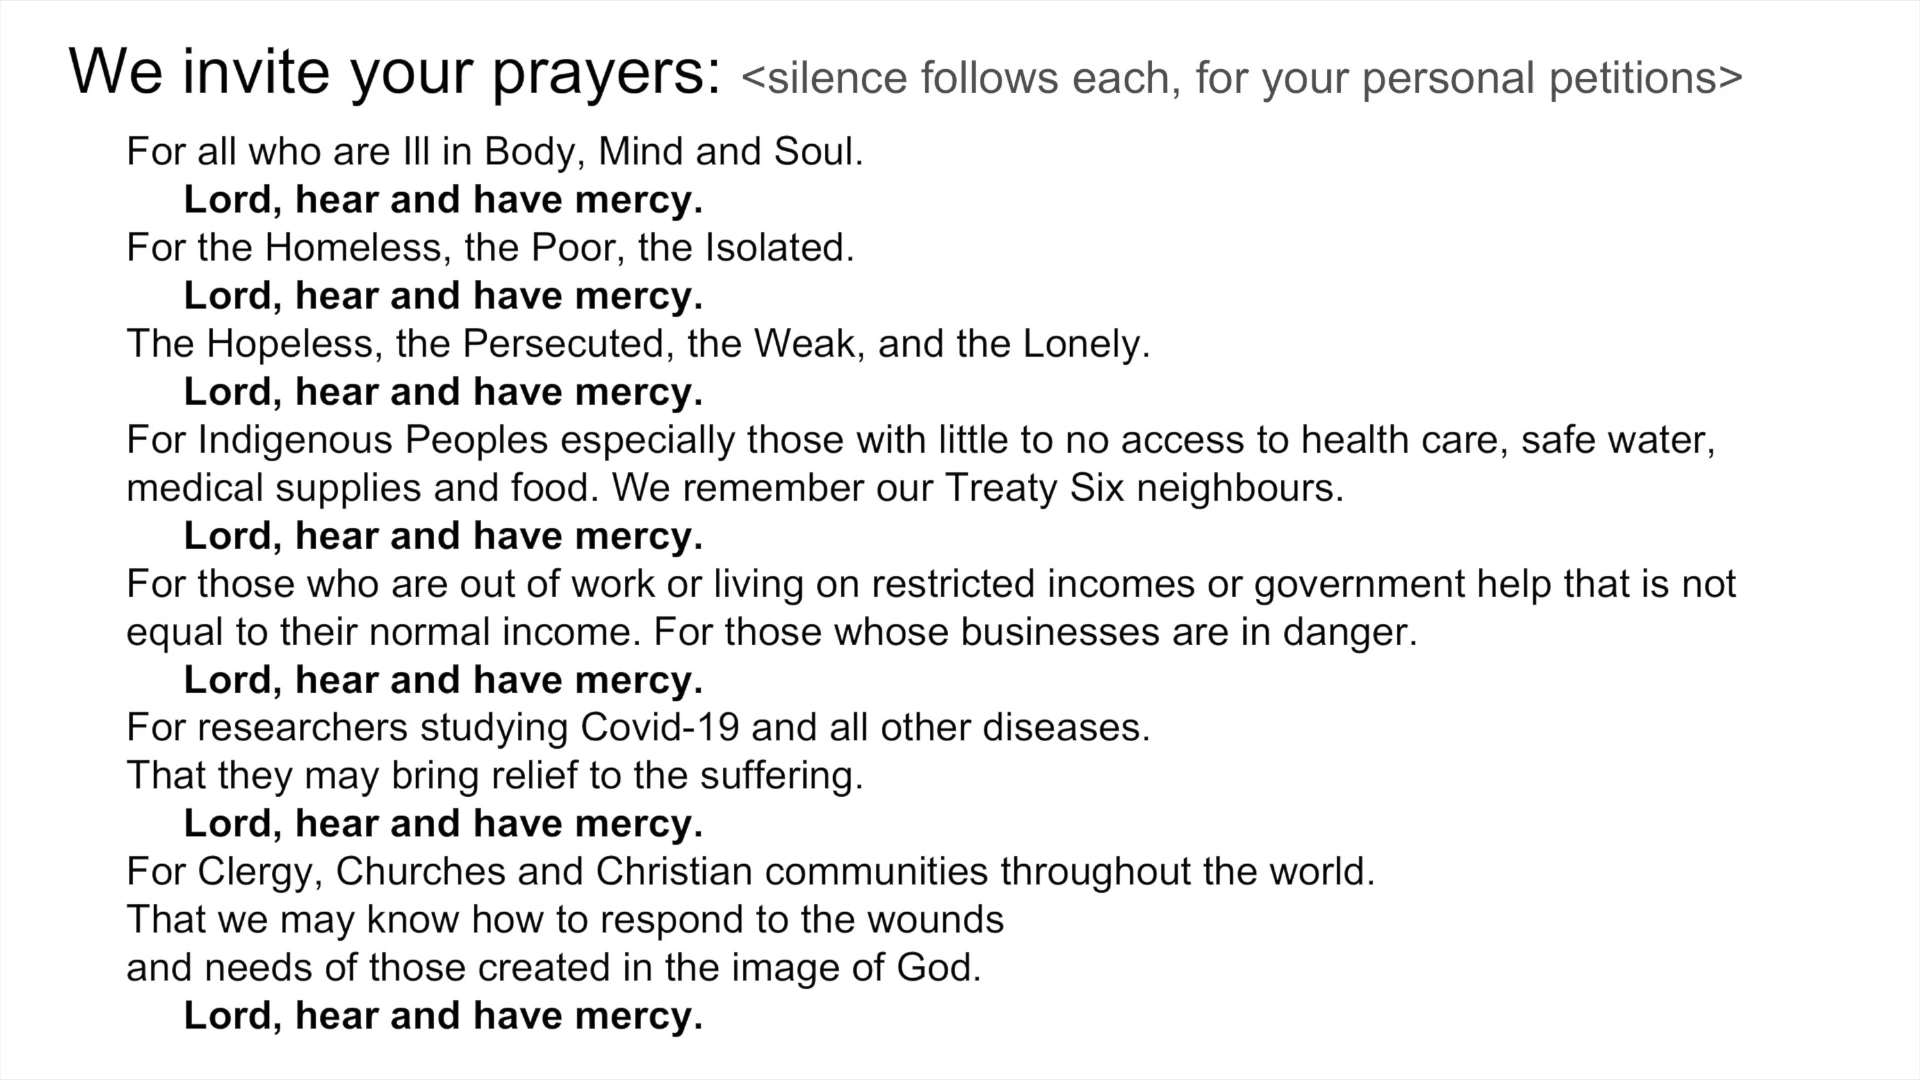 We invite your prayers: <silence follows each, for your personal petitions>
For all who are Ill in Body, Mind and Soul.
Lord, hear and have mercy.
For the Homeless, the Poor, the Isolated.
Lord, hear and have mercy.
The Hopeless, the Persecuted, the Weak, and the Lonely.
Lord, hear and have mercy.
For Indigenous Peoples especially those with little to no access to health care, safe water,
medical supplies and food. We remember our Treaty Six neighbours.
Lord, hear and have mercy.
For those who are out of work or living on restricted incomes or government help that is not
equal to their normal income. For those whose businesses are in danger.
Lord, hear and have mercy.
For researchers studying Covid-19 and all other diseases.
That they may bring relief to the suffering.
Lord, hear and have mercy.
For Clergy, Churches and Christian communities throughout the world.
That we may know how to respond to the wounds
and needs of those created in the image of God.
Lord, hear and have mercy.